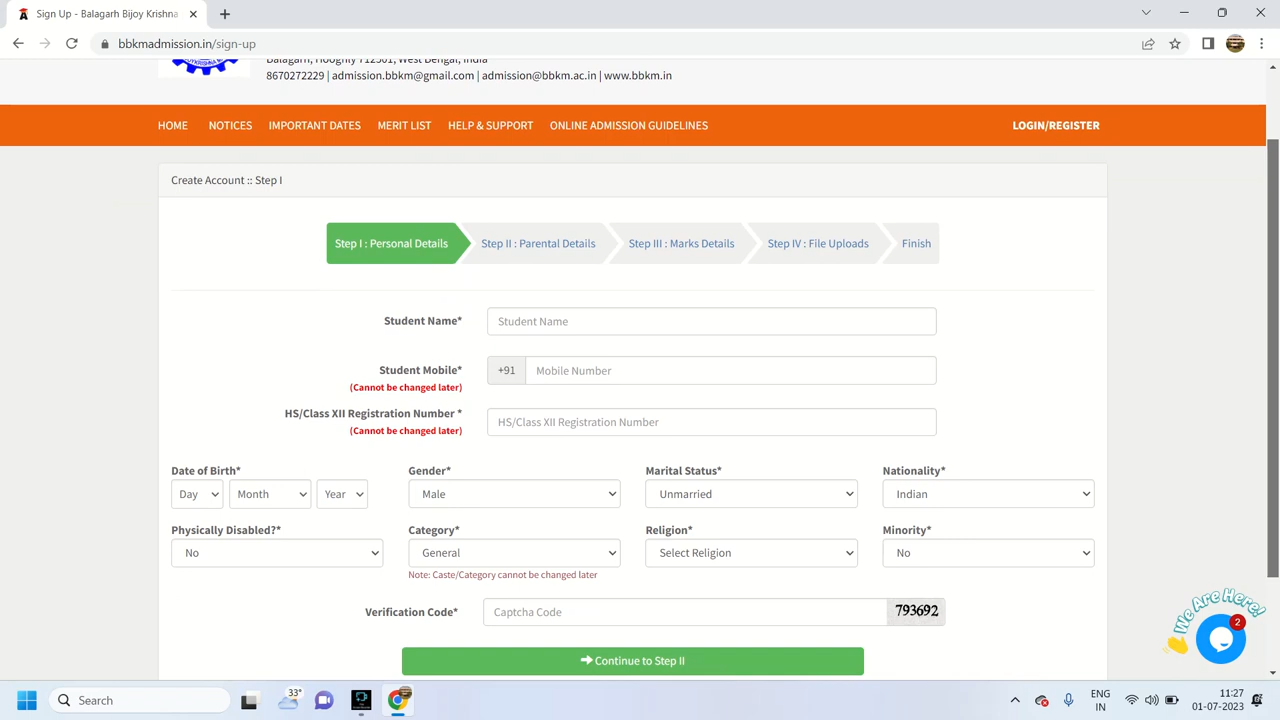 Sign Up - Balagarh Bijoy Krishna
bbkmadmission.in/sign-up
Balagarh, Hooghly 712501, West Bengal, India
8670272229 | admission.bbkm@gmail.com | admission@bbkm.ac.in | www.bbkm.in
HOME NOTICES IMPORTANT DATES MERIT LIST HELP & SUPPORT ONLINE ADMISSION GUIDELINES LOGIN/REGISTER
Create Account :: Step I
Step I : Personal Details Step II : Parental Details Step III : Marks Details Step IV : File Uploads Finish
Student Name* Student Name
Student Mobile* +91 Mobile Number
(Cannot be changed later)
HS/Class XII Registration Number * HS/Class XII Registration Number
(Cannot be changed later)
Date of Birth* Gender* Marital Status* Nationality*
Day Month Year Male Unmarried Indian
Physically Disabled?* Category* Religion* Minority*
No General Select Religion No
Note: Caste/Category cannot be changed later
Verification Code* Captcha Code 793692
We Are Here!
2
Continue to Step II
Search 33° ENG IN 11:27
01-07-2023